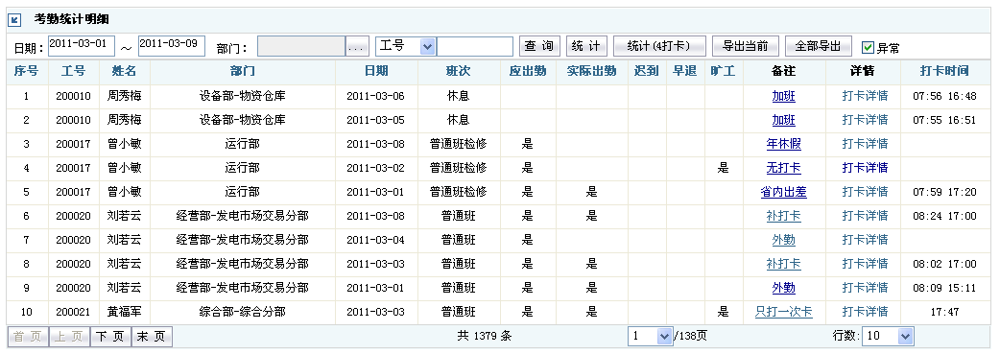 考勤统计明细
日期: 2011-03-01 ～ 2011-03-09 部门: ... 工号 查 询 统 计 统计(4打卡) 导出当前 全部导出 异常
序号 工号 姓名 部门 日期 班次 应出勤 实际出勤 迟到 早退 旷工 备注 详情 打卡时间
1 200010 周秀梅 设备部-物资仓库 2011-03-06 休息 加班 打卡详情 07:56 16:48
2 200010 周秀梅 设备部-物资仓库 2011-03-05 休息 加班 打卡详情 07:55 16:51
3 200017 曾小敏 运行部 2011-03-08 普通班检修 是 年休假 打卡详情
4 200017 曾小敏 运行部 2011-03-02 普通班检修 是 是 无打卡 打卡详情
5 200017 曾小敏 运行部 2011-03-01 普通班检修 是 是 省内出差 打卡详情 07:59 17:20
6 200020 刘若云 经营部-发电市场交易分部 2011-03-08 普通班 是 是 补打卡 打卡详情 08:24 17:00
7 200020 刘若云 经营部-发电市场交易分部 2011-03-04 普通班 是 外勤 打卡详情
8 200020 刘若云 经营部-发电市场交易分部 2011-03-03 普通班 是 是 补打卡 打卡详情 08:02 17:00
9 200020 刘若云 经营部-发电市场交易分部 2011-03-01 普通班 是 是 外勤 打卡详情 08:09 15:11
10 200021 黄福军 综合部-综合分部 2011-03-03 普通班 是 是 只打一次卡 打卡详情 17:47
首 页 上 页 下 页 末 页 共 1379 条 1 /138页 行数: 10